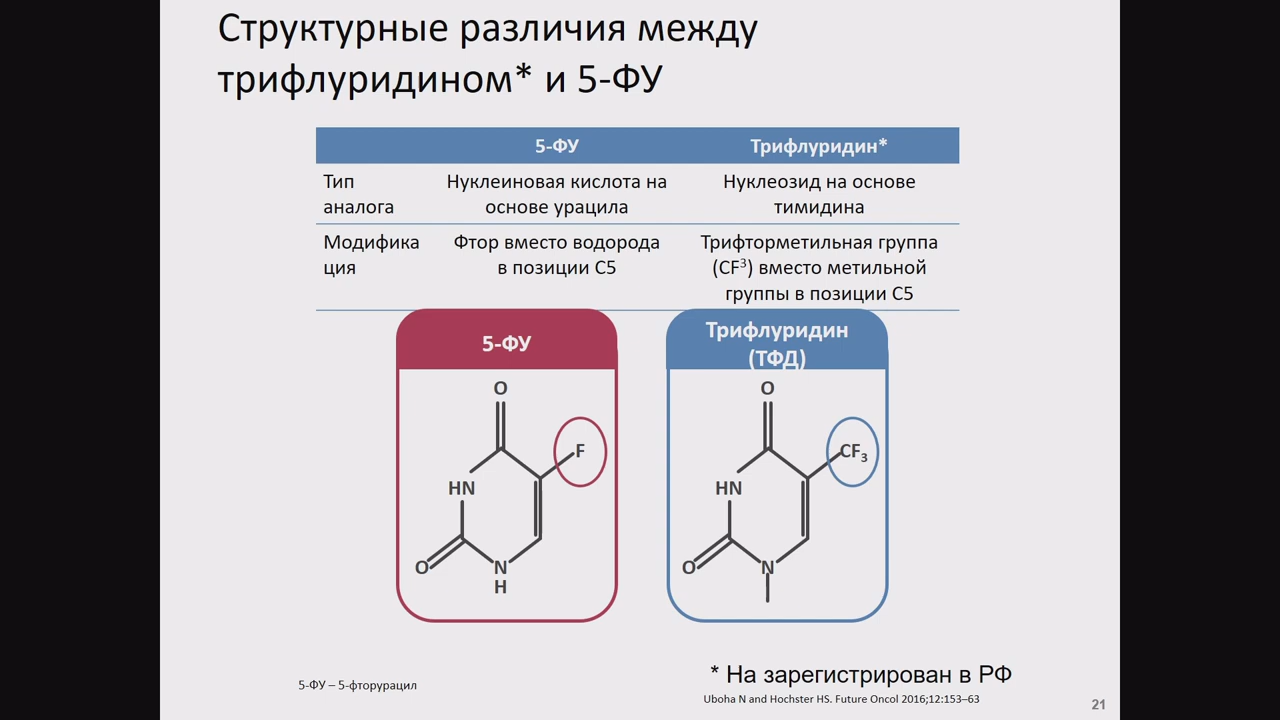 Структурные различия между
трифлуридином* и 5-ФУ
5-ФУ
Трифлуридин*
Тип
аналога
Нуклеиновая кислота на
основе урацила
Нуклеозид на основе
тимидина
Модифика
ция
Фтор вместо водорода
в позиции С5
Трифторметильная группа
(CF³) вместо метильной
группы в позиции С5
5-ФУ
O
F
HN
O
N
H
Трифлуридин
(ТФД)
O
CF₃
HN
O
N
* На зарегистрирован в РФ
5-ФУ – 5-фторурацил
Uboha N and Hochster HS. Future Oncol 2016;12:153–63
21